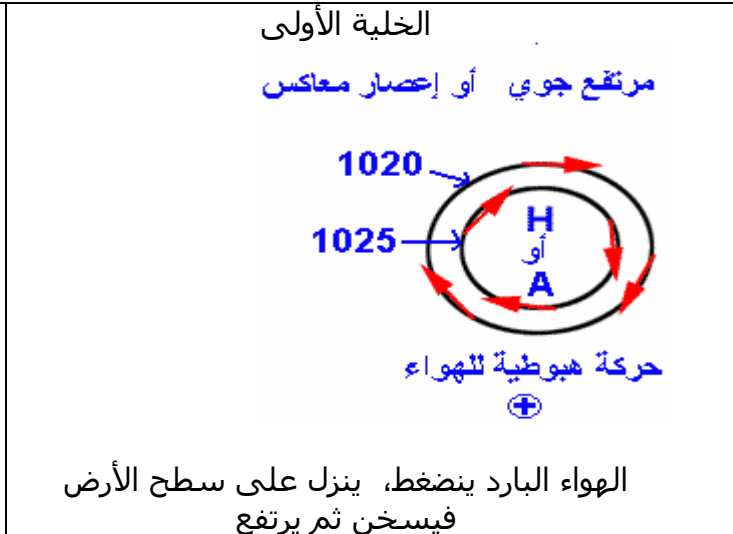 الخلية الأولى
مرتفع جوي أو إعصار معاكس
1020
1025
H
أو
A
حركة هبوطية للهواء
الهواء البارد ينضغط، ينزل على سطح الأرض
فيسخن ثم يرتفع